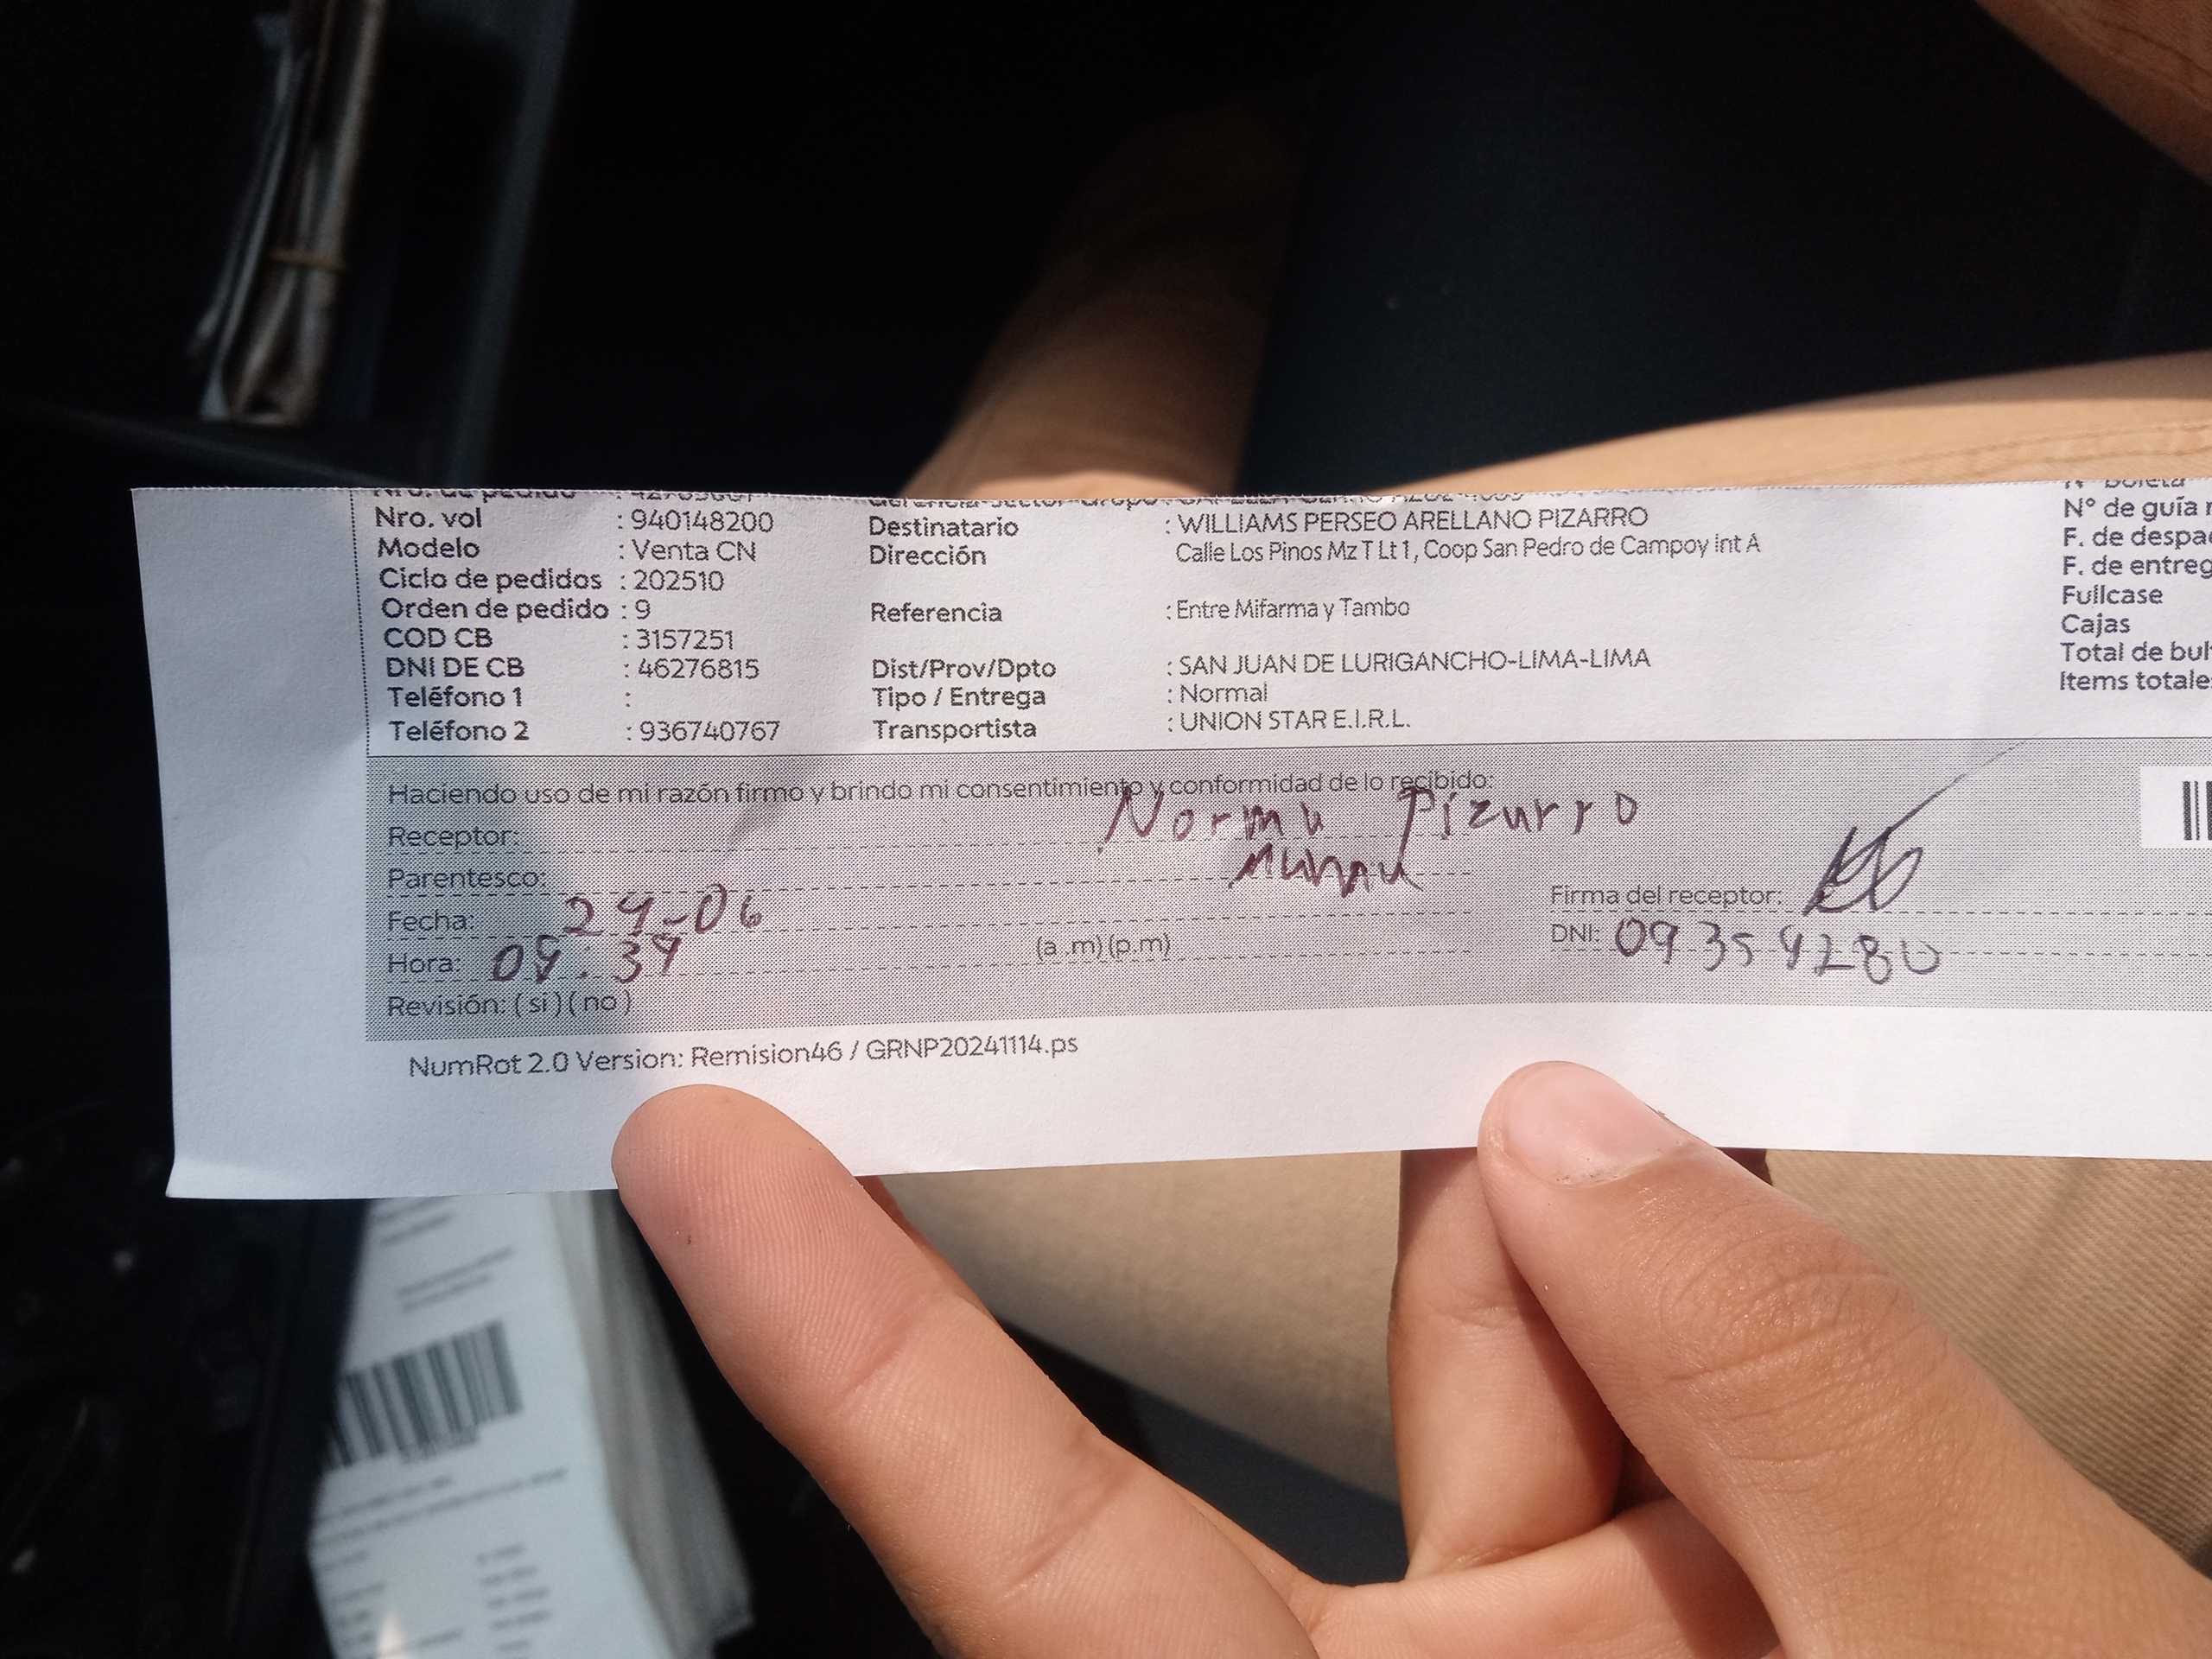 Nro. de pedido
Nro. vol : 940148200
Modelo : Venta CN
Ciclo de pedidos : 202510
Orden de pedido : 9
COD CB : 3157251
DNI DE CB : 46276815
Teléfono 1 :
Teléfono 2 : 936740767
Destinatario : WILLIAMS PERSEO ARELLANO PIZARRO
Dirección Calle Los Pinos Mz T Lt 1, Coop San Pedro de Campoy Int A
Referencia : Entre Mifarma y Tambo
Dist/Prov/Dpto : SAN JUAN DE LURIGANCHO-LIMA-LIMA
Tipo / Entrega : Normal
Transportista : UNION STAR E.I.R.L.
N° boleta
N° de guía
F. de despa
F. de entreg
Fullcase
Cajas
Total de bul
Items totale
Haciendo uso de mi razón firmo y brindo mi consentimiento y conformidad de lo recibido:
Receptor: Norma Pizarro
Parentesco:
Fecha: 24-06
Hora: (a .m) (p.m)
Revisión: ( si ) ( no )
Firma del receptor:
DNI: 09354280
NumRot 2.0 Version: Remision46 / GRNP20241114.ps